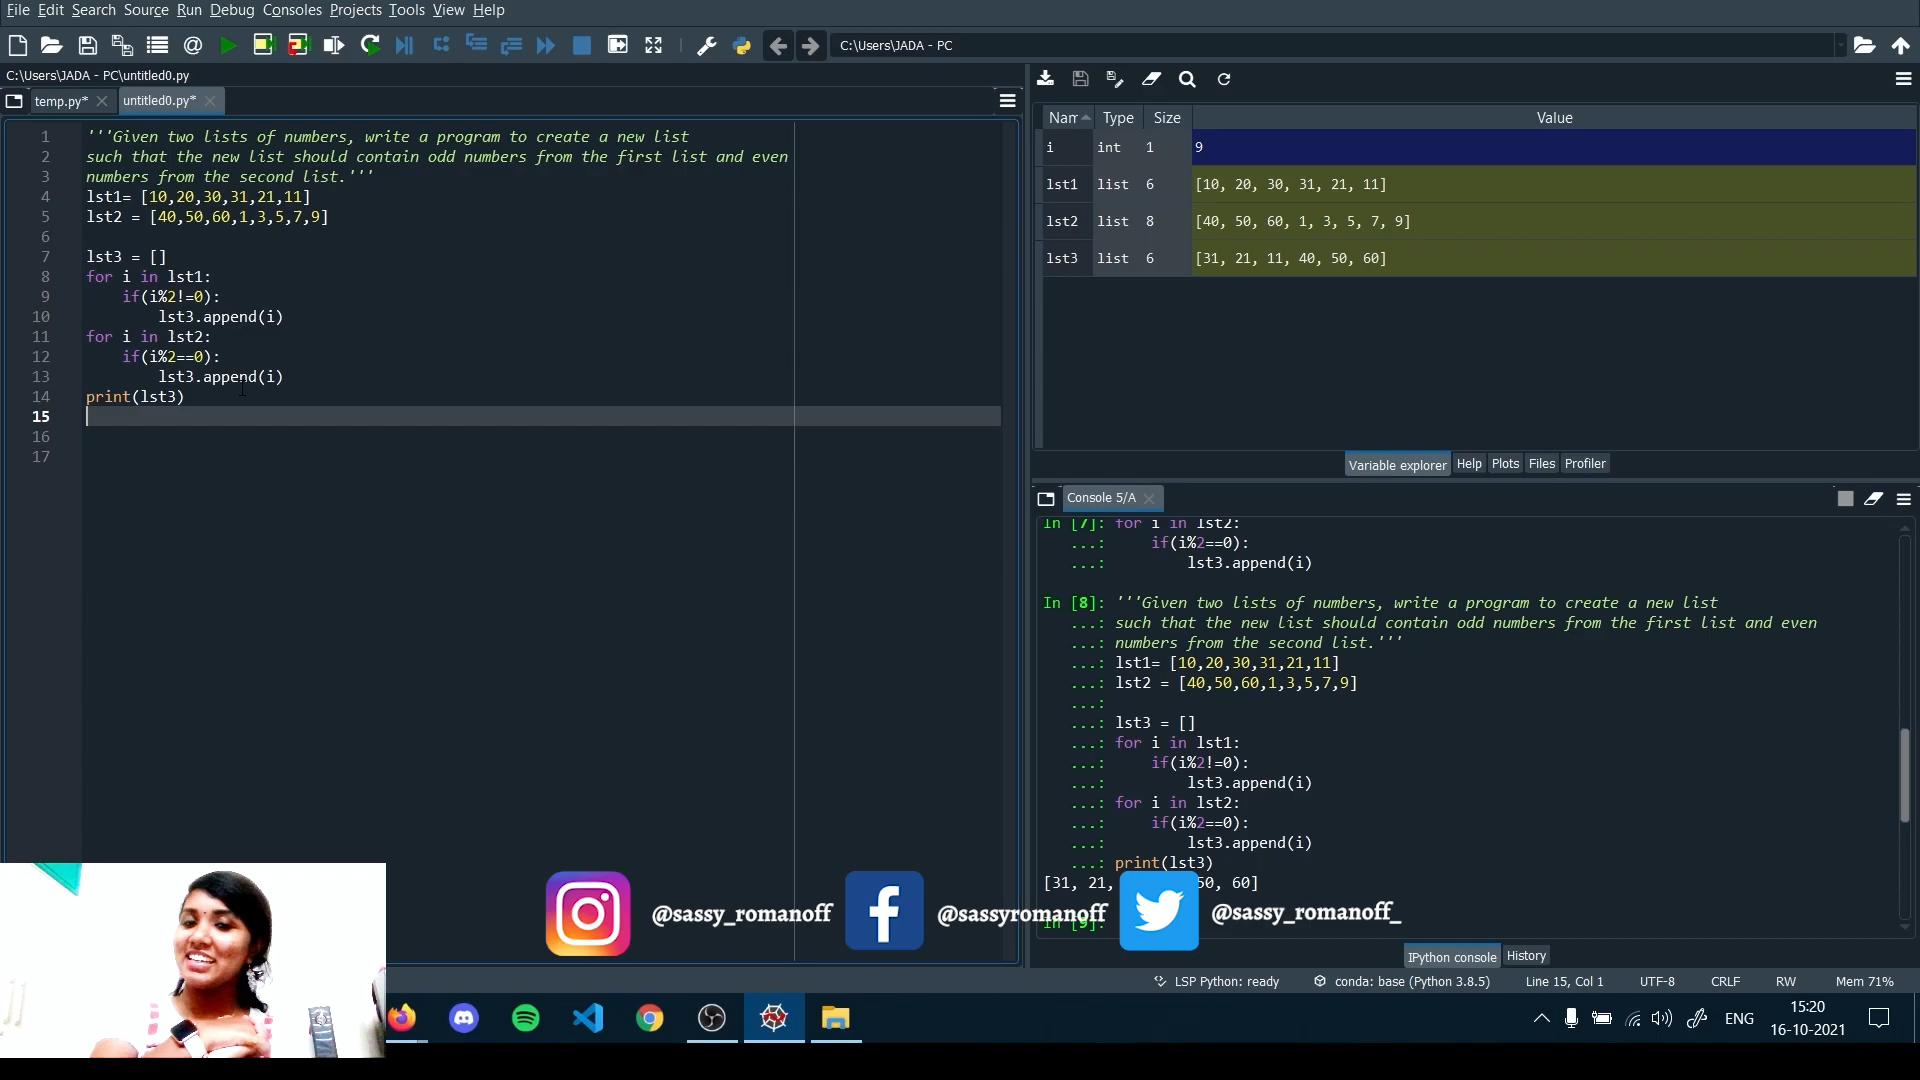 File Edit Search Source Run Debug Consoles Projects Tools View Help
C:\Users\JADA - PC
C:\Users\JADA - PC\untitled0.py
temp.py* untitled0.py*
1 '''Given two lists of numbers, write a program to create a new list
2 such that the new list should contain odd numbers from the first list and even
3 numbers from the second list.'''
4 lst1= [10,20,30,31,21,11]
5 lst2 = [40,50,60,1,3,5,7,9]
6
7 lst3 = []
8 for i in lst1:
9 if(i%2!=0):
10 lst3.append(i)
11 for i in lst2:
12 if(i%2==0):
13 lst3.append(i)
14 print(lst3)
15
16
17
Nam Type Size Value
i int 1 9
lst1 list 6 [10, 20, 30, 31, 21, 11]
lst2 list 8 [40, 50, 60, 1, 3, 5, 7, 9]
lst3 list 6 [31, 21, 11, 40, 50, 60]
Variable explorer Help Plots Files Profiler
Console 5/A
In [7]: for i in lst2:
...: if(i%2==0):
...: lst3.append(i)
In [8]: '''Given two lists of numbers, write a program to create a new list
...: such that the new list should contain odd numbers from the first list and even
...: numbers from the second list.'''
...: lst1= [10,20,30,31,21,11]
...: lst2 = [40,50,60,1,3,5,7,9]
...:
...: lst3 = []
...: for i in lst1:
...: if(i%2!=0):
...: lst3.append(i)
...: for i in lst2:
...: if(i%2==0):
...: lst3.append(i)
...: print(lst3)
[31, 21, 50, 60]
In [9]:
@sassy_romanoff @sassyromanoff @sassy_romanoff_
IPython console History
LSP Python: ready conda: base (Python 3.8.5) Line 15, Col 1 UTF-8 CRLF RW Mem 71%
ENG
15:20
16-10-2021